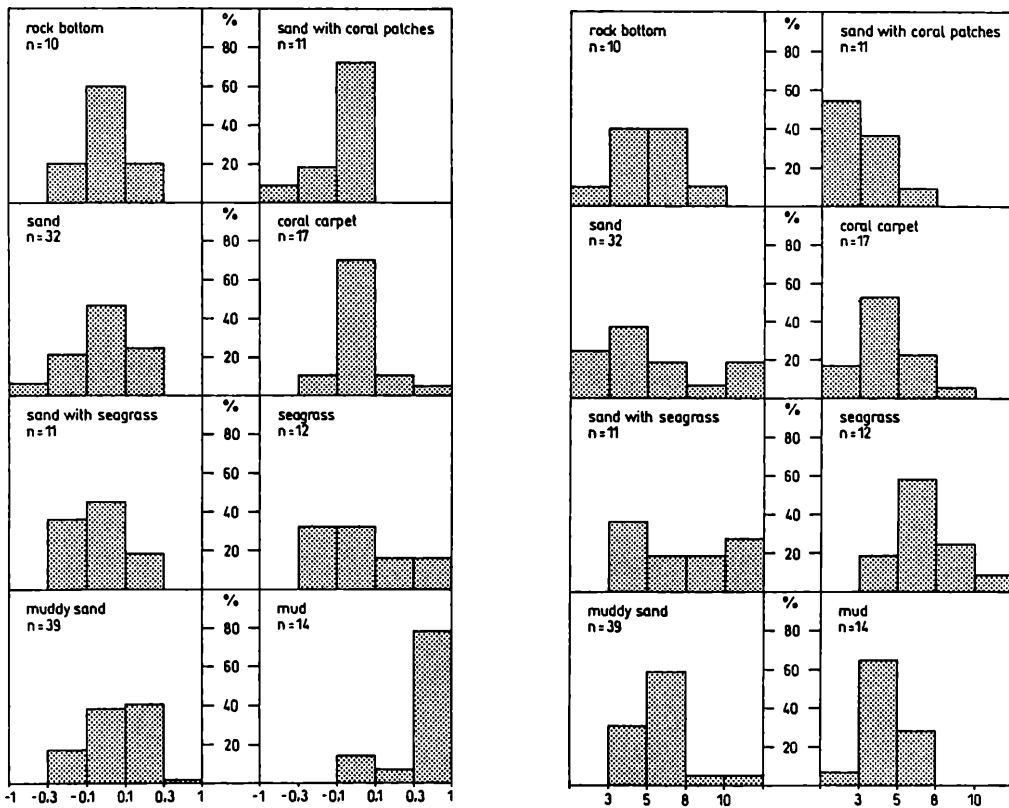 rock bottom
n=10
%
80
60
40
20
sand with coral patches
n=11
sand
n=32
%
80
60
40
20
coral carpet
n=17
sand with seagrass
n=11
%
80
60
40
20
seagrass
n=12
muddy sand
n=39
%
80
60
40
20
mud
n=14
-1 -0.3 -0.1 0.1 0.3 1 -1 -0.3 -0.1 0.1 0.3 1
rock bottom
n=10
%
80
60
40
20
sand with coral patches
n=11
sand
n=32
%
80
60
40
20
coral carpet
n=17
sand with seagrass
n=11
%
80
60
40
20
seagrass
n=12
muddy sand
n=39
%
80
60
40
20
mud
n=14
3 5 8 10 3 5 8 10